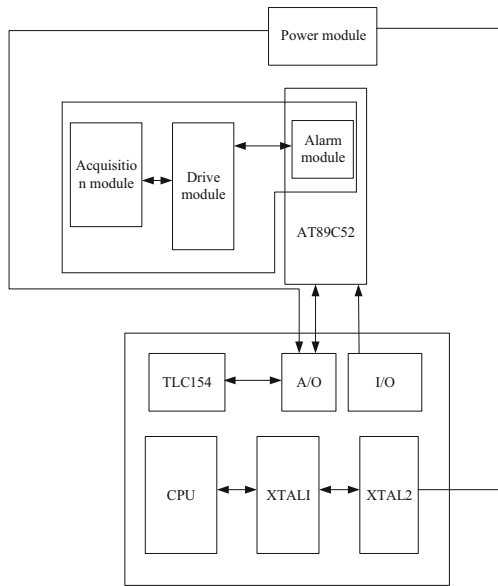 Power module
Acquisitio
n module
Drive
module
Alarm
module
AT89C52
TLC154
A/O
I/O
CPU
XTALI
XTAL2